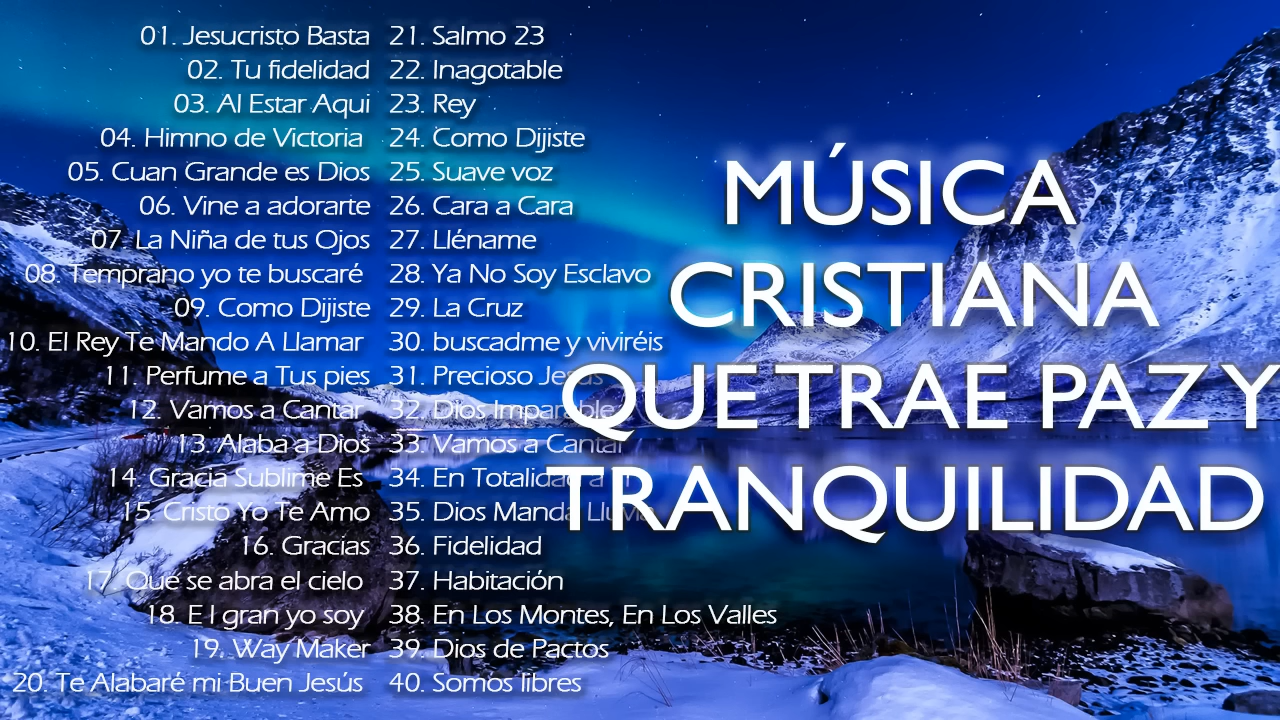 01. Jesucristo Basta
02. Tu fidelidad
03. Al Estar Aqui
04. Himno de Victoria
05. Cuan Grande es Dios
06. Vine a adorarte
07. La Niña de tus Ojos
08. Temprano yo te buscaré
09. Como Dijiste
10. El Rey Te Mando A Llamar
11. Perfume a Tus pies
12. Vamos a Cantar
13. Alaba a Dios
14. Gracia Sublime Es
15. Cristo Yo Te Amo
16. Gracias
17. Que se abra el cielo
18. E l gran yo soy
19. Way Maker
20. Te Alabaré mi Buen Jesús
21. Salmo 23
22. Inagotable
23. Rey
24. Como Dijiste
25. Suave voz
26. Cara a Cara
27. Lléname
28. Ya No Soy Esclavo
29. La Cruz
30. buscadme y viviréis
31. Precioso Jesus
32. Dios Imparable
33. Vamos a Cantar
34. En Totalidad a
35. Dios Manda Lluvia
36. Fidelidad
37. Habitación
38. En Los Montes, En Los Valles
39. Dios de Pactos
40. Somos libres
MÚSICA
CRISTIANA
QUE TRAE PAZ Y
TRANQUILIDAD